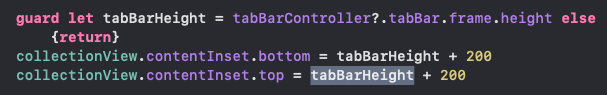 guard let tabBarHeight = tabBarController?.tabBar.frame.height else
{return}
collectionView.contentInset.bottom = tabBarHeight + 200
collectionView.contentInset.top = tabBarHeight + 200